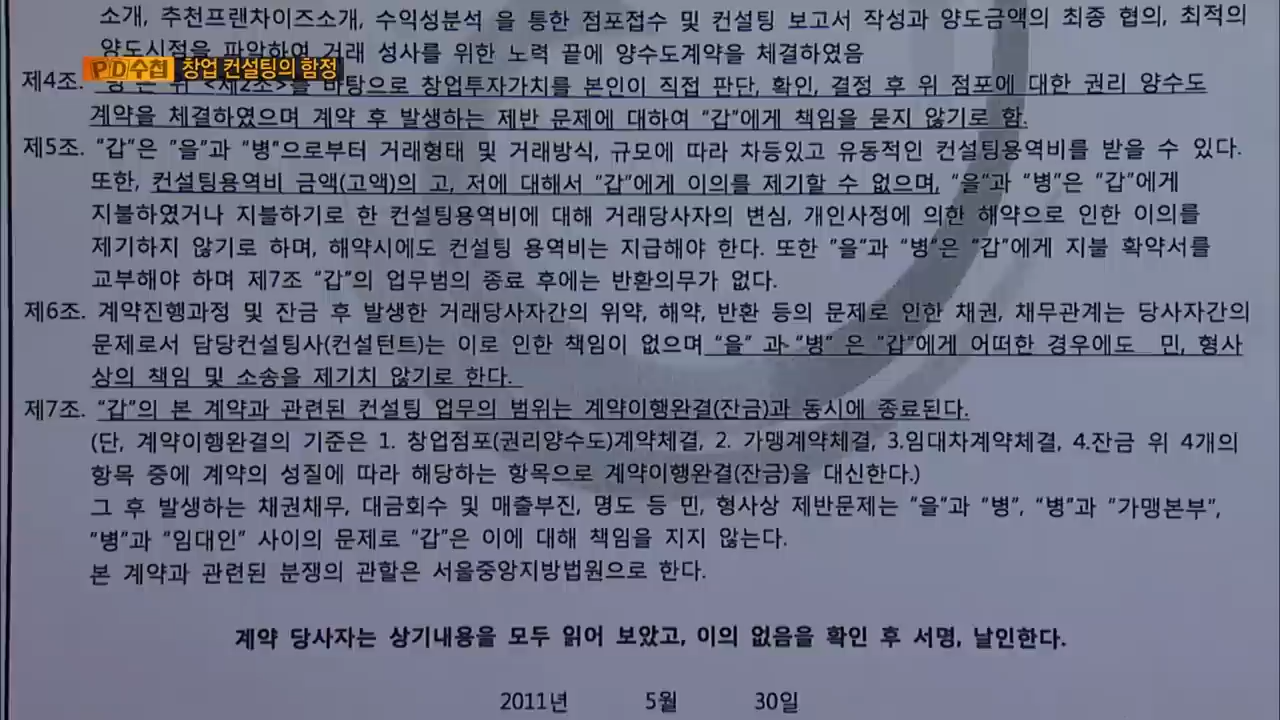 소개, 추천프랜차이즈소개, 수익성분석 을 통한 점포접수 및 컨설팅 보고서 작성과 양도금액의 최종 협의, 최적의
양도시점을 파악하여 거래 성사를 위한 노력 끝에 양수도계약을 체결하였음
PD수첩 창업 컨설팅의 함정
제4조. “병”은 위 <제2조>를 바탕으로 창업투자가치를 본인이 직접 판단, 확인, 결정 후 위 점포에 대한 권리 양수도
계약을 체결하였으며 계약 후 발생하는 제반 문제에 대하여 “갑”에게 책임을 묻지 않기로 함.
제5조. “갑”은 ”을”과 “병”으로부터 거래형태 및 거래방식, 규모에 따라 차등있고 유동적인 컨설팅용역비를 받을 수 있다.
또한, 컨설팅용역비 금액(고액)의 고, 저에 대해서 “갑”에게 이의를 제기할 수 없으며, “을”과 “병”은 “갑”에게
지불하였거나 지불하기로 한 컨설팅용역비에 대해 거래당사자의 변심, 개인사정에 의한 해약으로 인한 이의를
제기하지 않기로 하며, 해약시에도 컨설팅 용역비는 지급해야 한다. 또한 ”을”과 “병”은 “갑”에게 지불 확약서를
교부해야 하며 제7조 “갑”의 업무범의 종료 후에는 반환의무가 없다.
제6조. 계약진행과정 및 잔금 후 발생한 거래당사자간의 위약, 해약, 반환 등의 문제로 인한 채권, 채무관계는 당사자간의
문제로서 담당컨설팅사(컨설턴트)는 이로 인한 책임이 없으며 “을” 과 “병” 은 “갑”에게 어떠한 경우에도 민, 형사
상의 책임 및 소송을 제기치 않기로 한다.
제7조. “갑”의 본 계약과 관련된 컨설팅 업무의 범위는 계약이행완결(잔금)과 동시에 종료된다.
(단, 계약이행완결의 기준은 1. 창업점포(권리양수도)계약체결, 2. 가맹계약체결, 3.임대차계약체결, 4.잔금 위 4개의
항목 중에 계약의 성질에 따라 해당하는 항목으로 계약이행완결(잔금)을 대신한다.)
그 후 발생하는 채권채무, 대금회수 및 매출부진, 명도 등 민, 형사상 제반문제는 “을”과 “병”, “병”과 “가맹본부”,
“병”과 “임대인” 사이의 문제로 “갑”은 이에 대해 책임을 지지 않는다.
본 계약과 관련된 분쟁의 관할은 서울중앙지방법원으로 한다.
계약 당사자는 상기내용을 모두 읽어 보았고, 이의 없음을 확인 후 서명, 날인한다.
2011년 5월 30일